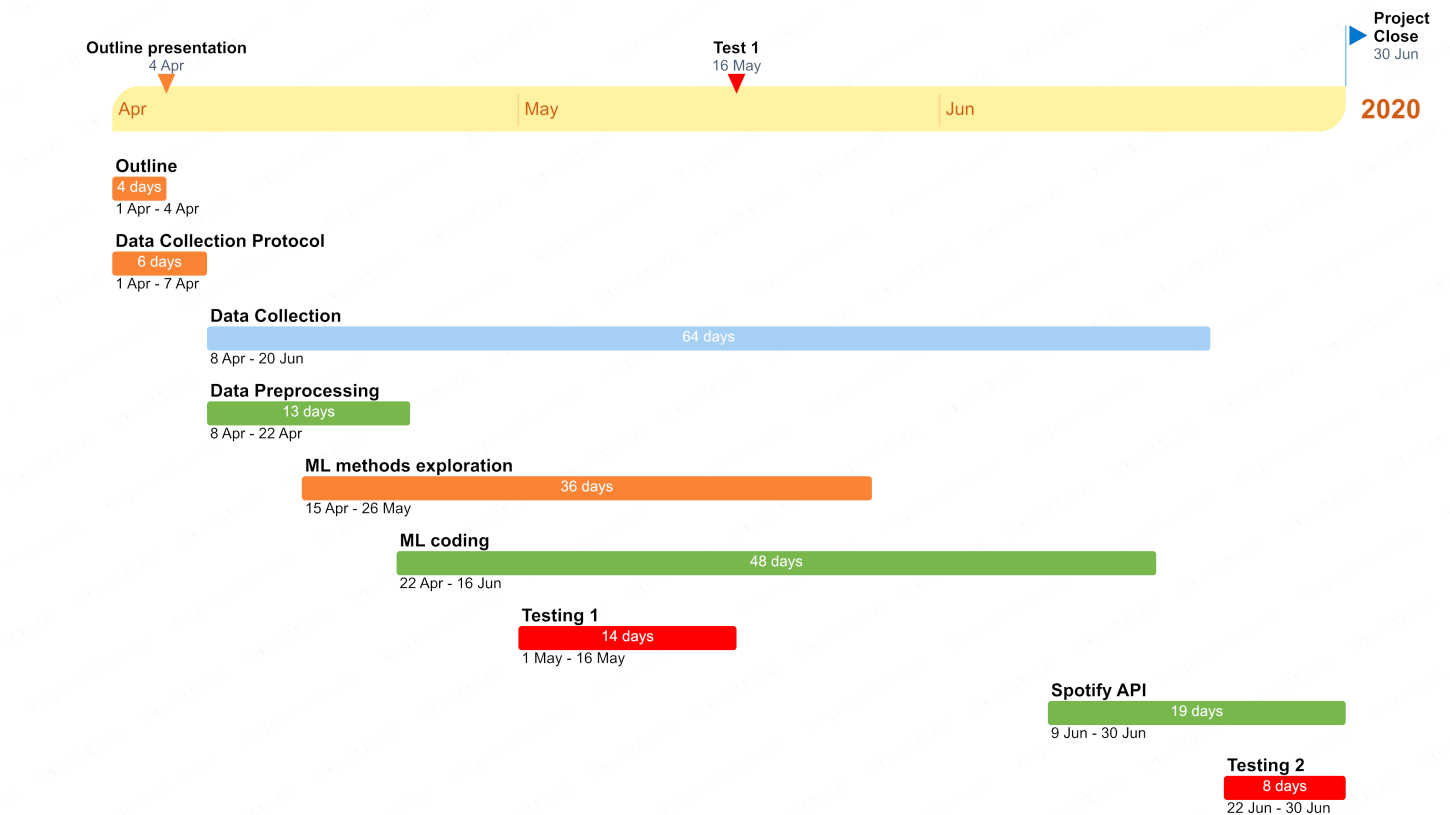 Project
Close
30 Jun
Outline presentation
4 Apr
Test 1
16 May
Apr
May
Jun
2020
Outline
4 days
1 Apr - 4 Apr
Data Collection Protocol
6 days
1 Apr - 7 Apr
Data Collection
64 days
8 Apr - 20 Jun
Data Preprocessing
13 days
8 Apr - 22 Apr
ML methods exploration
36 days
15 Apr - 26 May
ML coding
48 days
22 Apr - 16 Jun
Testing 1
14 days
1 May - 16 May
Spotify API
19 days
9 Jun - 30 Jun
Testing 2
8 days
22 Jun - 30 Jun